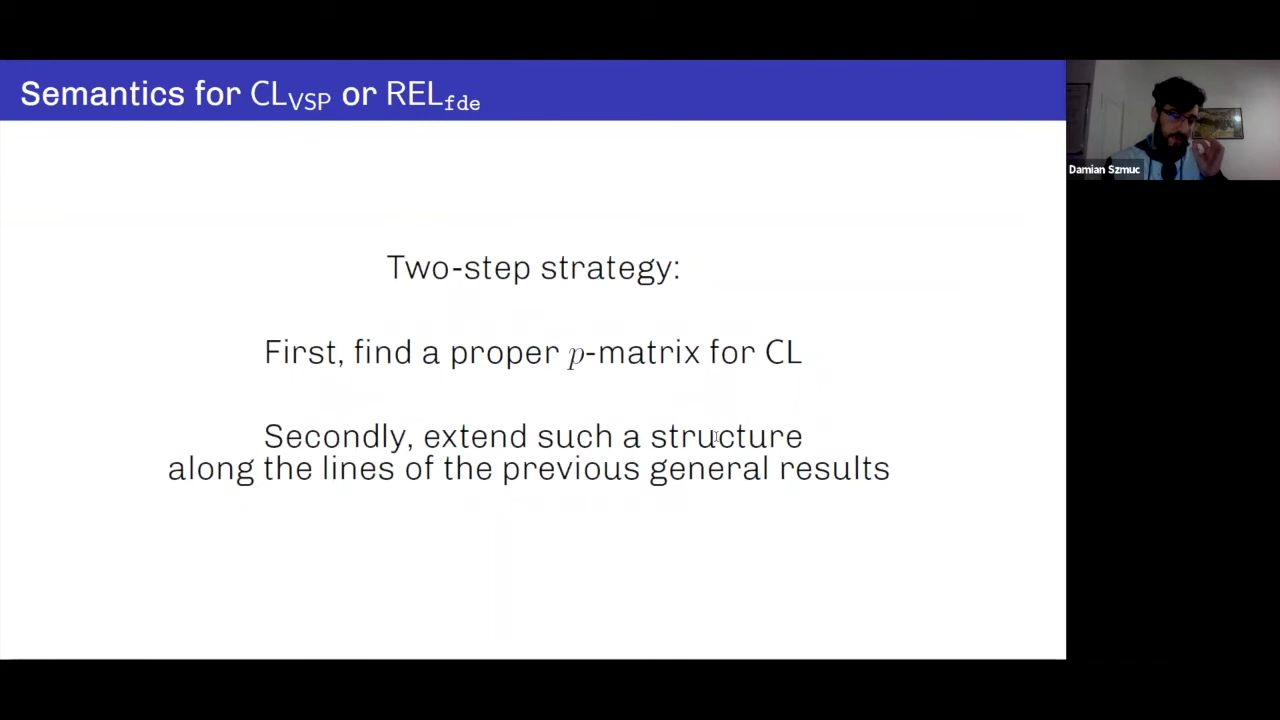 Semantics for CL_VSP or REL_fde
Damian Szmuc
Two-step strategy:
First, find a proper p-matrix for CL
Secondly, extend such a structure
along the lines of the previous general results